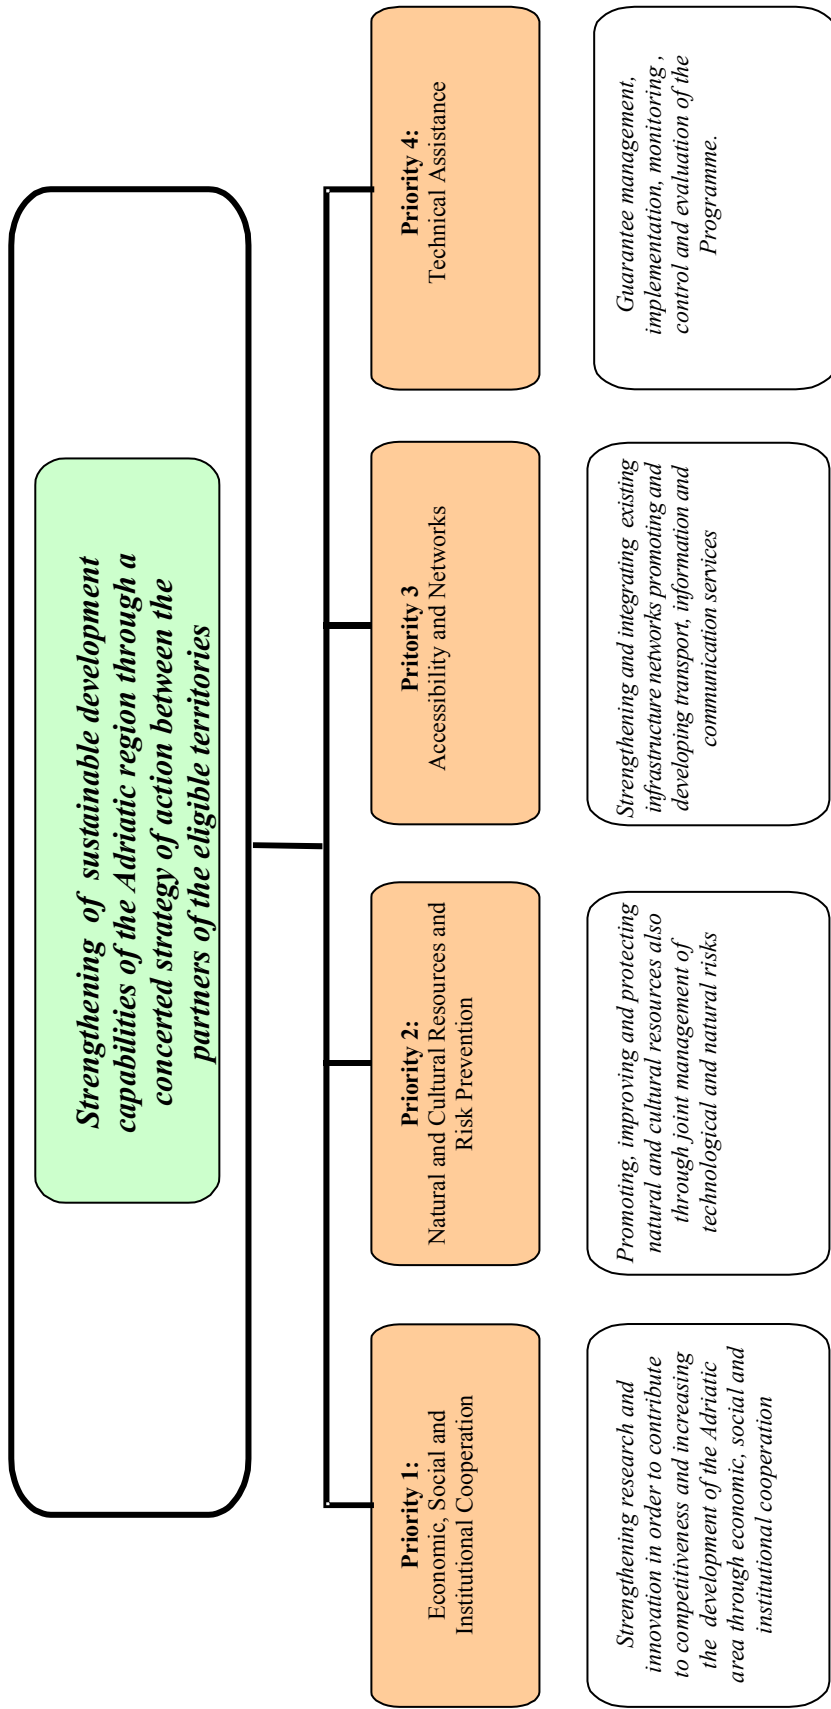 Strengthening of sustainable development
capabilities of the Adriatic region through a
concerted strategy of action between the
partners of the eligible territories
Priority 1:
Economic, Social and
Institutional Cooperation
Priority 2:
Natural and Cultural Resources and
Risk Prevention
Pritority 3
Accessibility and Networks
Priority 4:
Technical Assistance
Strengthening research and
innovation in order to contribute
to competitiveness and increasing
the development of the Adriatic
area through economic, social and
institutional cooperation
Promoting, improving and protecting
natural and cultural resources also
through joint management of
technological and natural risks
Strengthening and integrating existing
infrastructure networks promoting and
developing transport, information and
communication services
Guarantee management,
implementation, monitoring ,
control and evaluation of the
Programme.